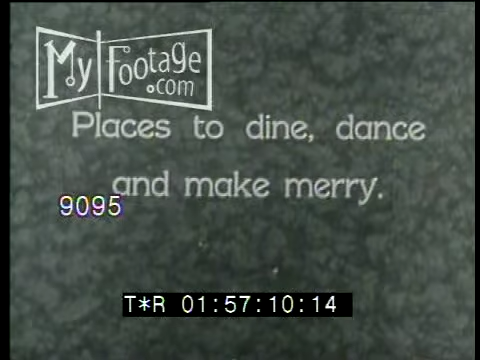 My Footage
.com
Places to dine, dance
and make merry.
9095
T*R 01:57:10:14